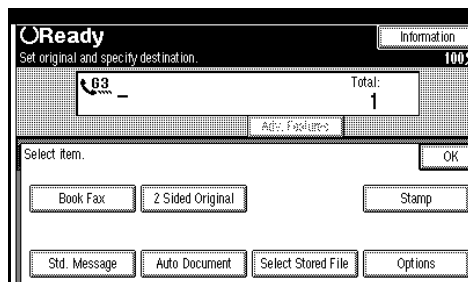 Ready
Information
Set original and specify destination.
100%
G3 _
Total:
1
Adv. Features
Select item.
OK
Book Fax
2 Sided Original
Stamp
Std. Message
Auto Document
Select Stored File
Options